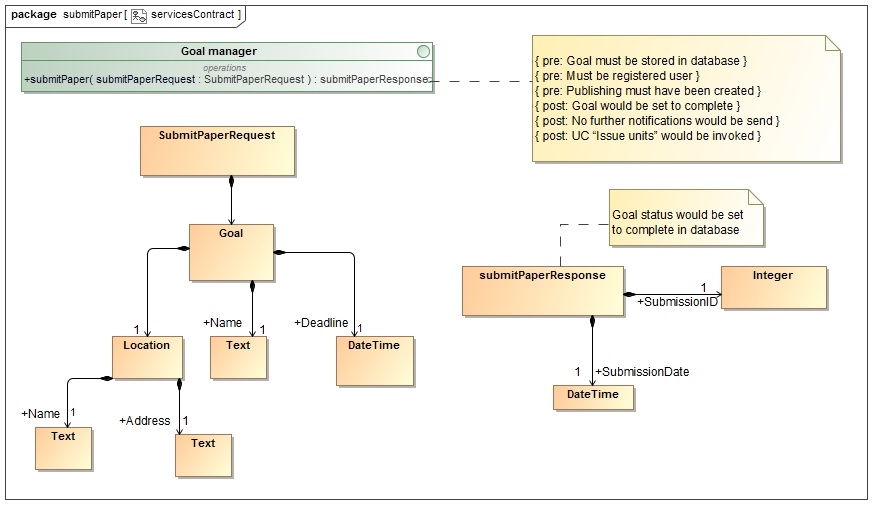 package submitPaper [ servicesContract ]
Goal manager
operations
+submitPaper( submitPaperRequest : SubmitPaperRequest ) : submitPaperResponse
{ pre: Goal must be stored in database }
{ pre: Must be registered user }
{ pre: Publishing must have been created }
{ post: Goal would be set to complete }
{ post: No further notifications would be send }
{ post: UC “Issue units” would be invoked }
SubmitPaperRequest
Goal
Goal status would be set
to complete in database
submitPaperResponse
Integer
1
+SubmissionID
+Name
1
+Deadline
1
1
Location
Text
DateTime
1
+SubmissionDate
DateTime
+Name
1
+Address
1
Text
Text